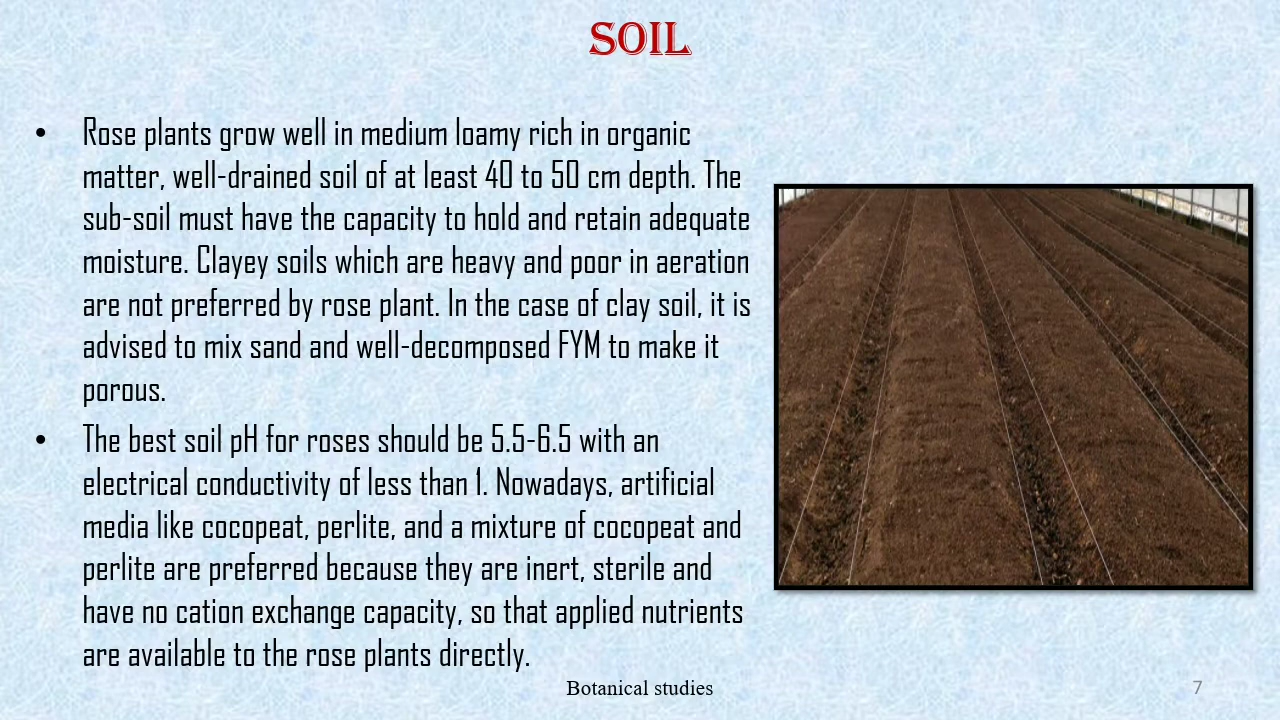 SOIL
• Rose plants grow well in medium loamy rich in organic
matter, well-drained soil of at least 40 to 50 cm depth. The
sub-soil must have the capacity to hold and retain adequate
moisture. Clayey soils which are heavy and poor in aeration
are not preferred by rose plant. In the case of clay soil, it is
advised to mix sand and well-decomposed FYM to make it
porous.
• The best soil pH for roses should be 5.5-6.5 with an
electrical conductivity of less than 1. Nowadays, artificial
media like cocopeat, perlite, and a mixture of cocopeat and
perlite are preferred because they are inert, sterile and
have no cation exchange capacity, so that applied nutrients
are available to the rose plants directly.
Botanical studies
7